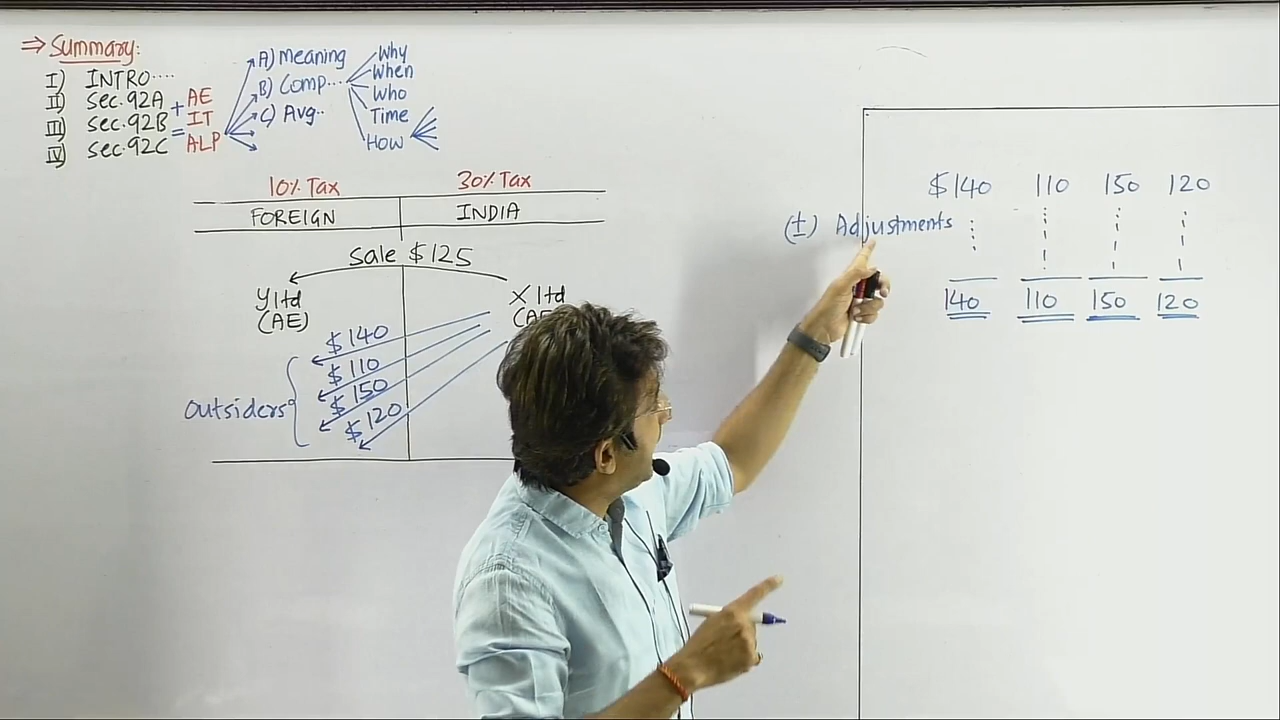 ⇒ Summary:
I) INTRO....
II) Sec.92A + AE
III) Sec.92B = IT
IV) Sec.92C ALP
A) Meaning
B) Comp...
C) Avg..
Why
When
Who
Time
How
10% Tax 30% Tax
FOREIGN INDIA
Sale $125
Y ltd X ltd
(AE) (AE
$140
$110
$150
$120
Outsiders
$140 110 150 120
(±) Adjustments
140 110 150 120